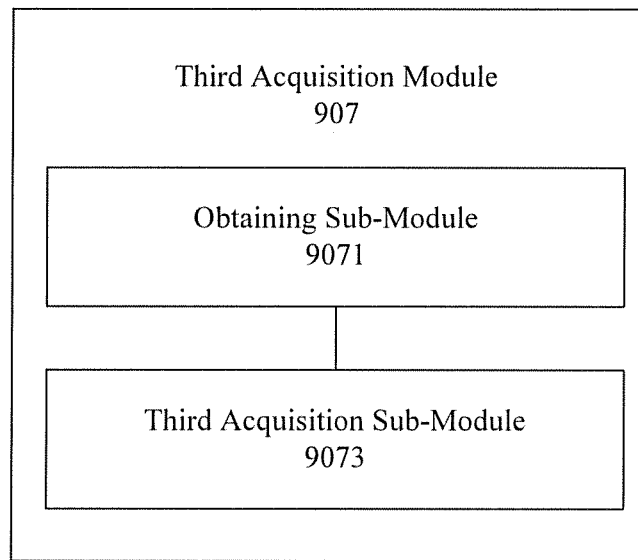 Third Acquisition Module
907
Obtaining Sub-Module
9071
Third Acquisition Sub-Module
9073